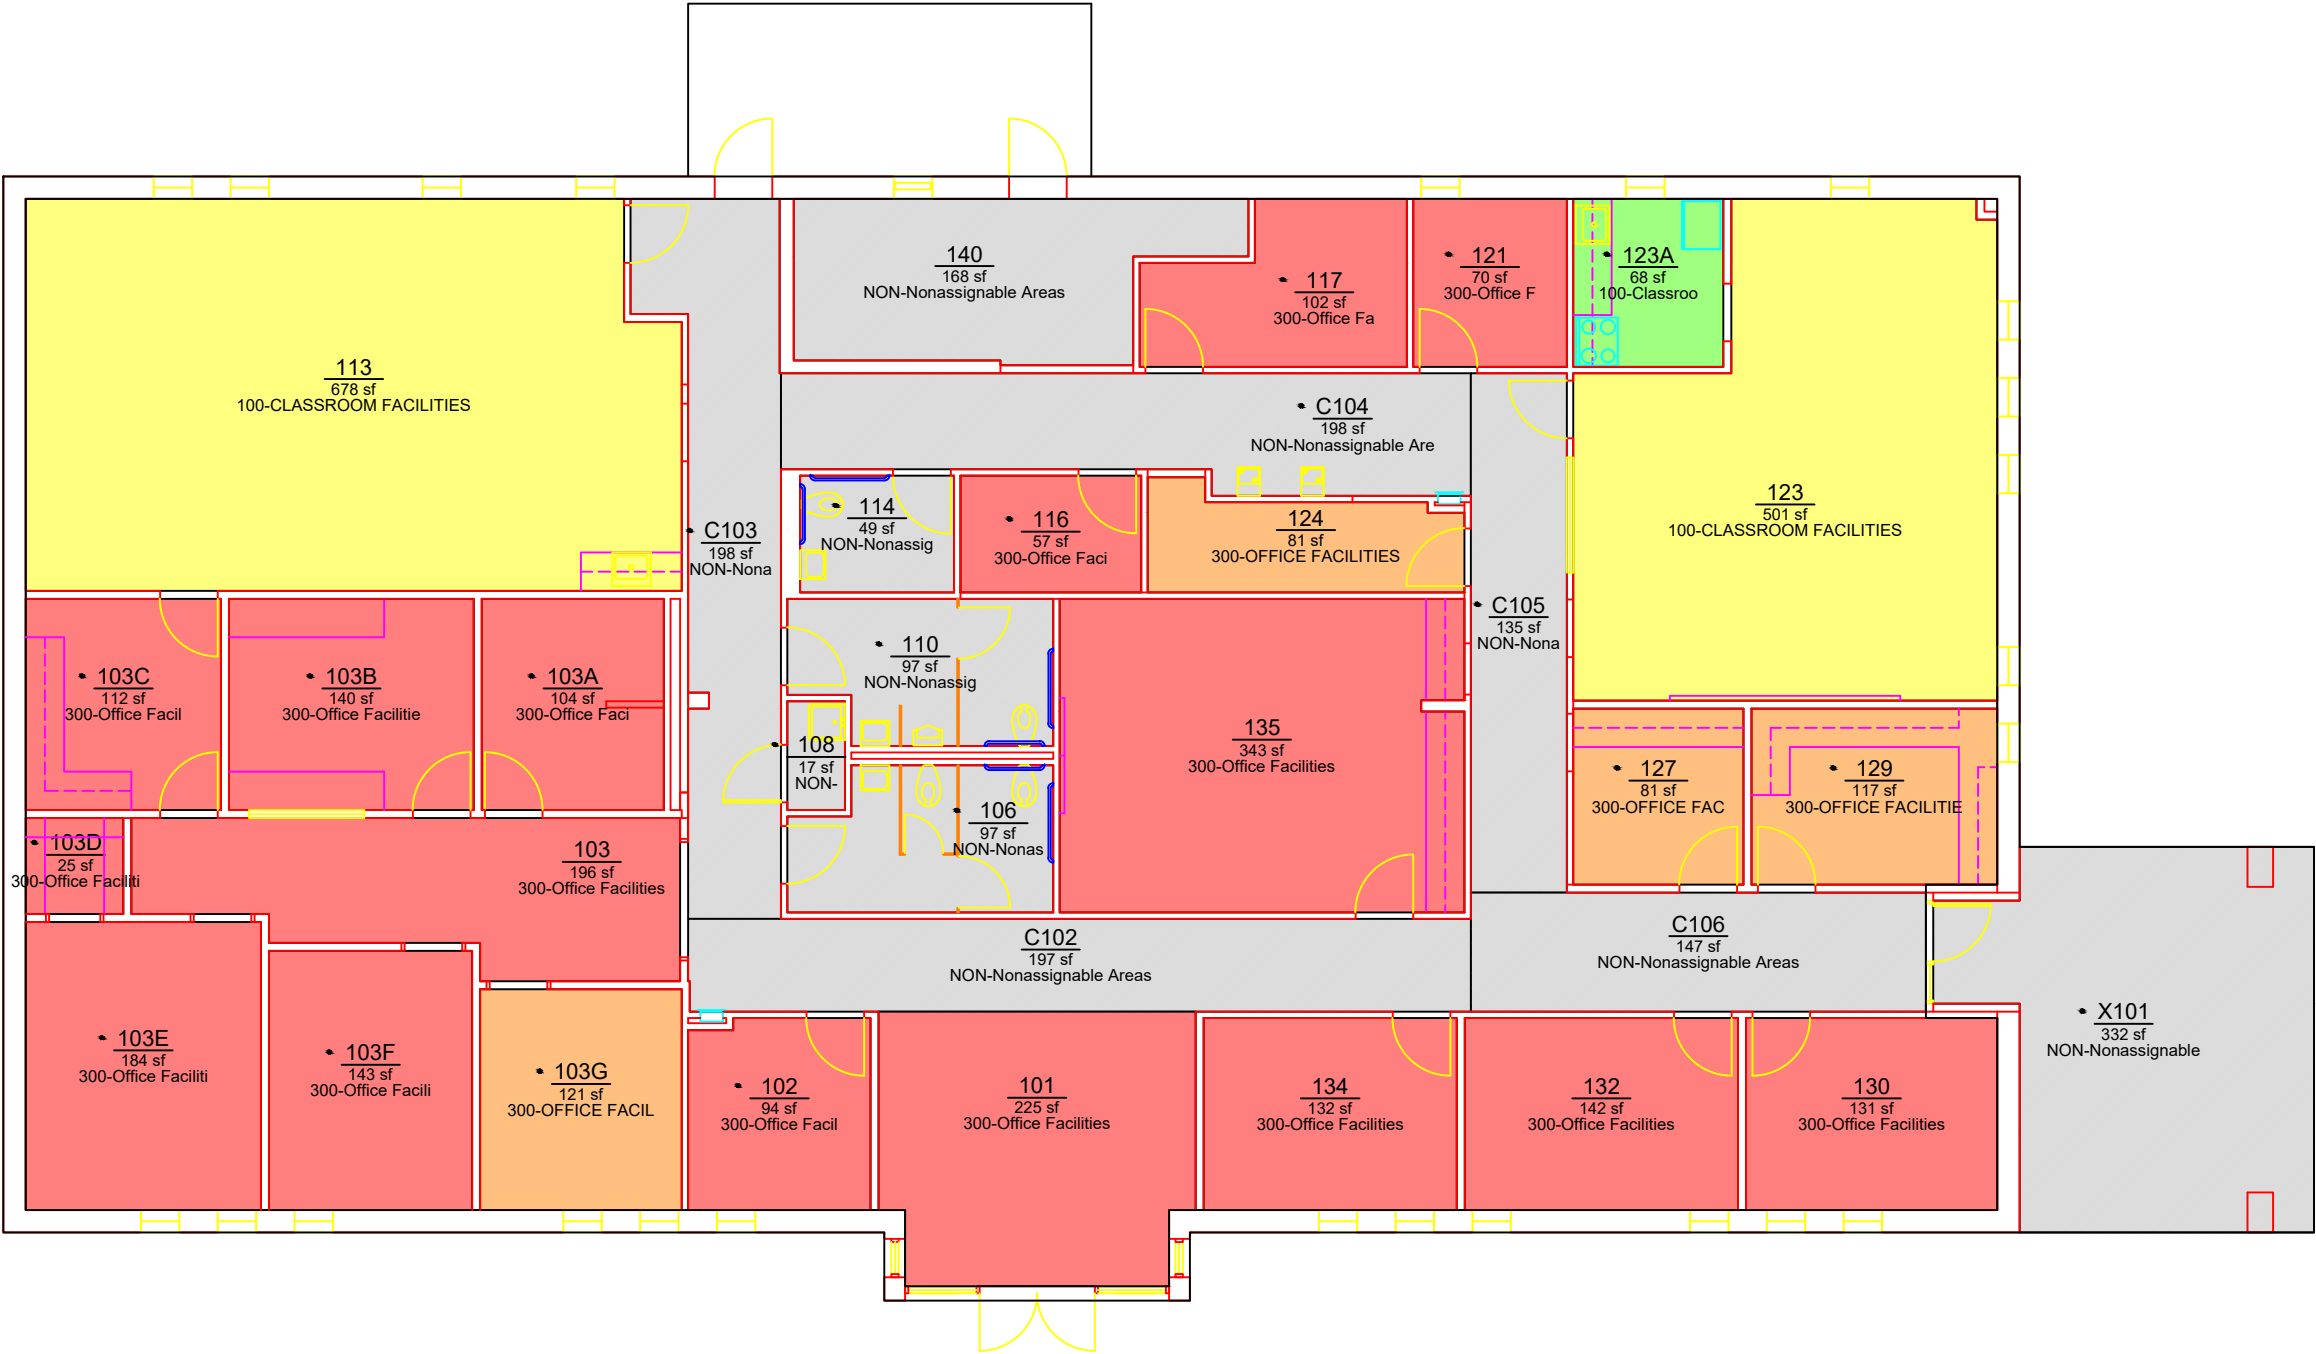 140
168 sf
NON-Nonassignable Areas
117
102 sf
300-Office Fa
121
70 sf
300-Office F
123A
68 sf
100-Classroo
113
678 sf
100-CLASSROOM FACILITIES
C104
198 sf
NON-Nonassignable Are
C103
198 sf
NON-Nona
114
49 sf
NON-Nonassig
116
57 sf
300-Office Faci
124
81 sf
300-OFFICE FACILITIES
123
501 sf
100-CLASSROOM FACILITIES
C105
135 sf
NON-Nona
110
97 sf
NON-Nonassig
103C
112 sf
300-Office Facil
103B
140 sf
300-Office Facilitie
103A
104 sf
300-Office Faci
108
17 sf
NON-
135
343 sf
300-Office Facilities
127
81 sf
300-OFFICE FAC
129
117 sf
300-OFFICE FACILITIE
106
97 sf
NON-Nonas
103D
25 sf
300-Office Faciliti
103
196 sf
300-Office Facilities
C102
197 sf
NON-Nonassignable Areas
C106
147 sf
NON-Nonassignable Areas
X101
332 sf
NON-Nonassignable
103E
184 sf
300-Office Faciliti
103F
143 sf
300-Office Facili
103G
121 sf
300-OFFICE FACIL
102
94 sf
300-Office Facil
101
225 sf
300-Office Facilities
134
132 sf
300-Office Facilities
132
142 sf
300-Office Facilities
130
131 sf
300-Office Facilities